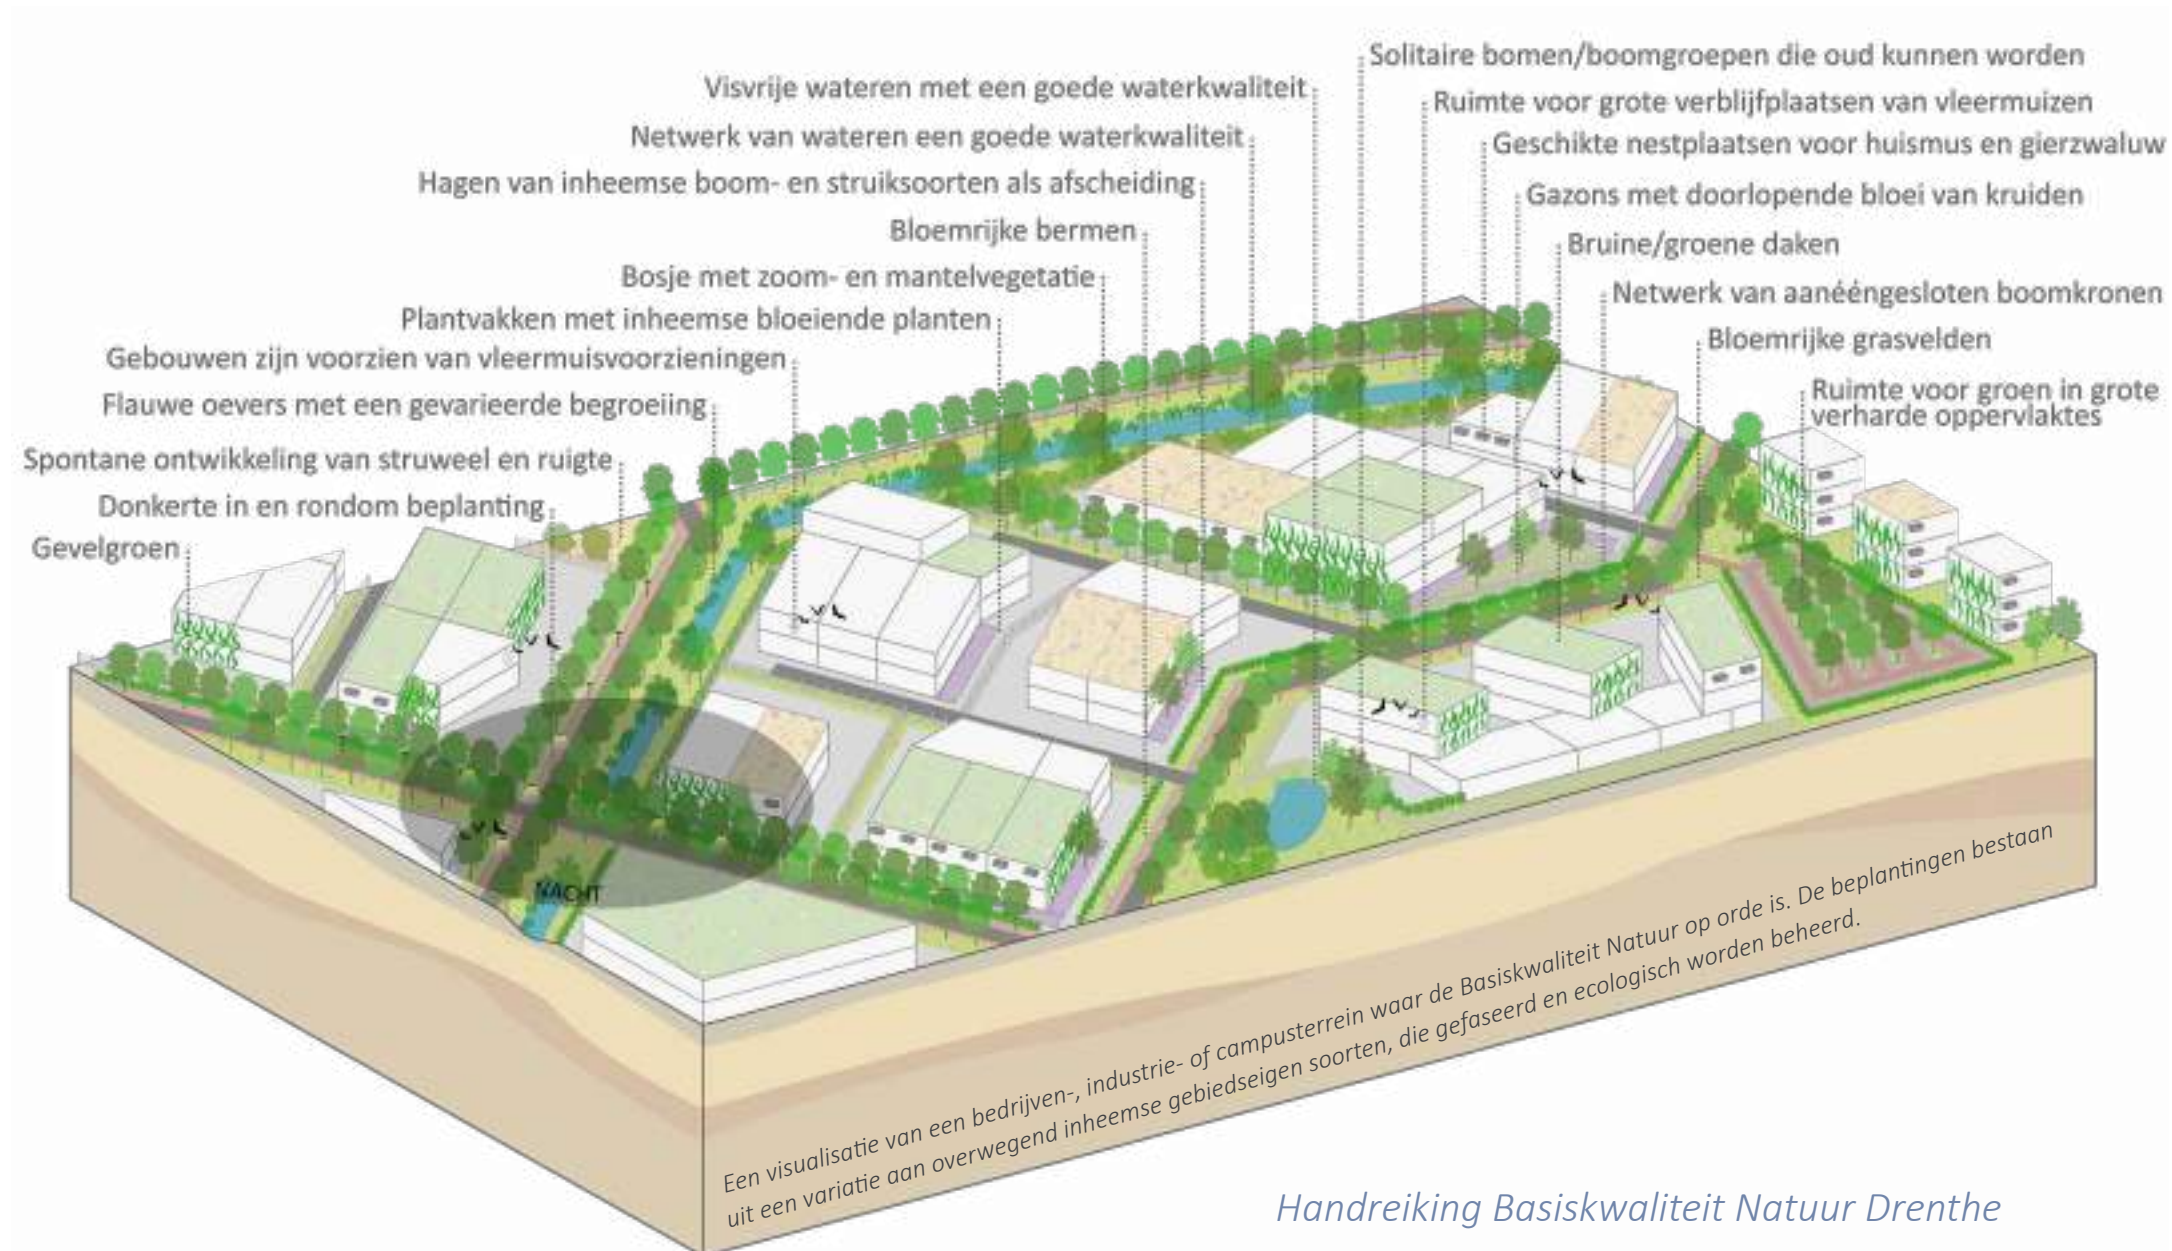 Solitaire bomen/boomgroepen die oud kunnen worden
Visvrije wateren met een goede waterkwaliteit
Ruimte voor grote verblijfplaatsen van vleermuizen
Netwerk van wateren een goede waterkwaliteit
Geschikte nestplaatsen voor huismus en gierzwaluw
Hagen van inheemse boom- en struiksoorten als afscheiding
Gazons met doorlopende bloei van kruiden
Bloemrijke bermen
Bruine/groene daken
Bosje met zoom- en mantelvegetatie
Netwerk van aanééngesloten boomkronen
Plantvakken met inheemse bloeiende planten
Bloemrijke grasvelden
Gebouwen zijn voorzien van vleermuisvoorzieningen
Ruimte voor groen in grote
verharde oppervlaktes
Flauwe oevers met een gevarieerde begroeiing
Spontane ontwikkeling van struweel en ruigte
Donkerte in en rondom beplanting
Gevelgroen
NACHT
Een visualisatie van een bedrijven-, industrie- of campusterrein waar de Basiskwaliteit Natuur op orde is. De beplantingen bestaan
uit een variatie aan overwegend inheemse gebiedseigen soorten, die gefaseerd en ecologisch worden beheerd.
Handreiking Basiskwaliteit Natuur Drenthe